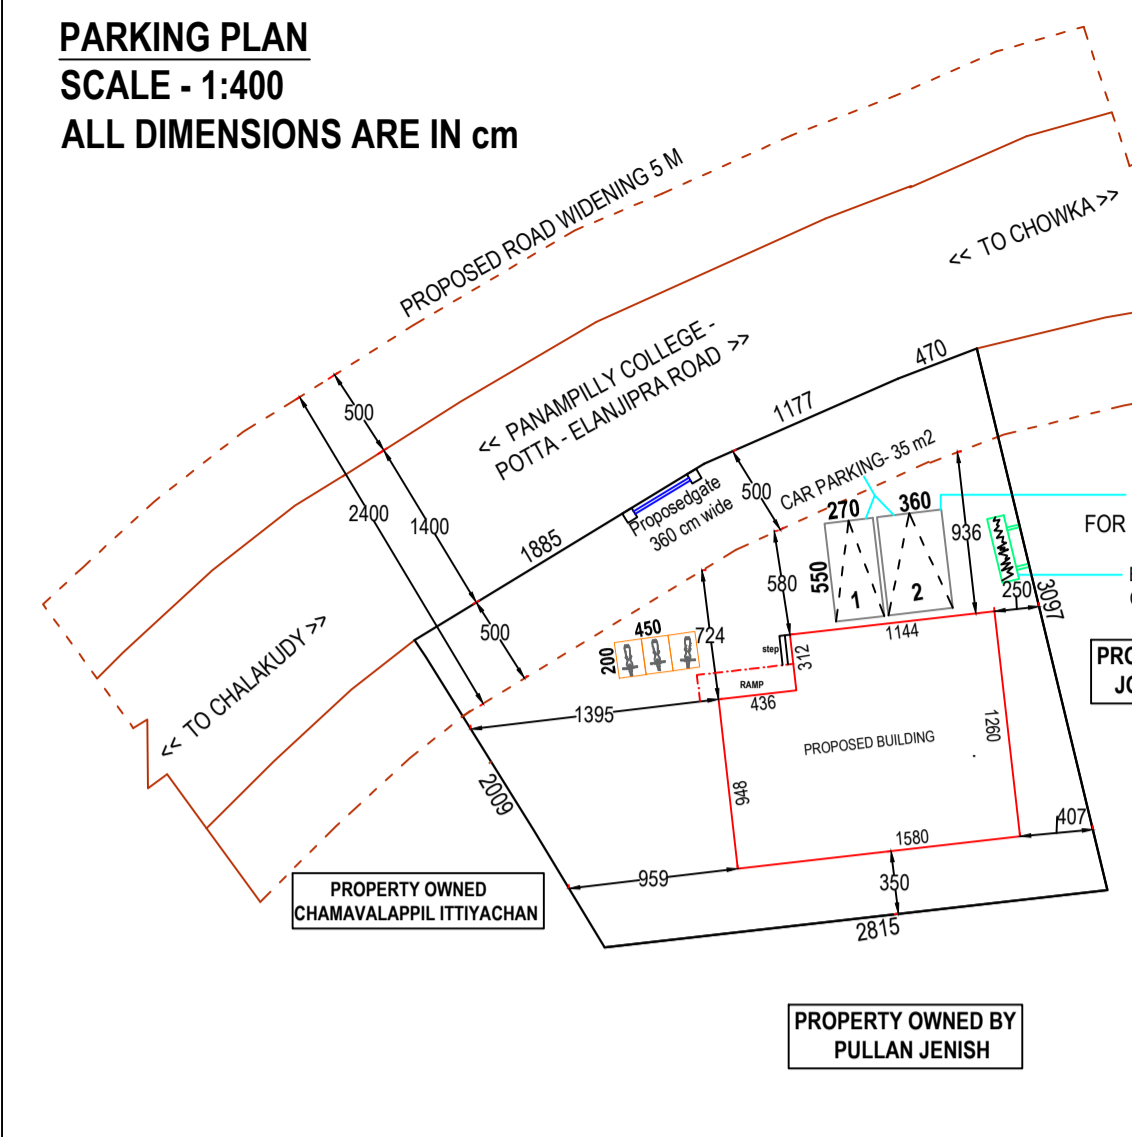 PARKING PLAN
SCALE - 1:400
ALL DIMENSIONS ARE IN cm
PROPOSED ROAD WIDENING 5 M
<< TO CHOWKA >>
<< PANAMPILLY COLLEGE -
POTTA - ELANJIPRA ROAD >>
<< TO CHALAKUDY >>
500
2400
1400
500
1885
1177
470
Proposedgate
360 cm wide
500
CAR PARKING- 35 m2
270
360
550
1
2
936
FOR
250
3097
580
724
450
200
step
312
RAMP
436
1144
1395
PROPOSED BUILDING
1260
948
2009
407
1580
959
350
2815
PROPERTY OWNED
CHAMAVALAPPIL ITTIYACHAN
PROPERTY OWNED BY
PULLAN JENISH